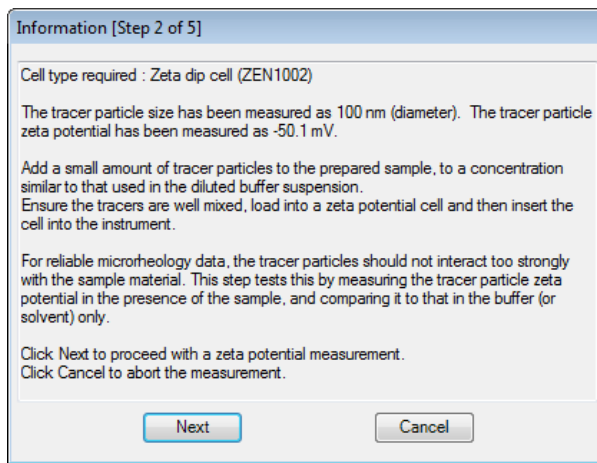 Information [Step 2 of 5]
Cell type required : Zeta dip cell (ZEN1002)
The tracer particle size has been measured as 100 nm (diameter).  The tracer particle
zeta potential has been measured as -50.1 mV.
Add a small amount of tracer particles to the prepared sample, to a concentration
similar to that used in the diluted buffer suspension.
Ensure the tracers are well mixed, load into a zeta potential cell and then insert the
cell into the instrument.
For reliable microrheology data, the tracer particles should not interact too strongly
with the sample material. This step tests this by measuring the tracer particle zeta
potential in the presence of the sample, and comparing it to that in the buffer (or
solvent) only.
Click Next to proceed with a zeta potential measurement.
Click Cancel to abort the measurement.
Next
Cancel